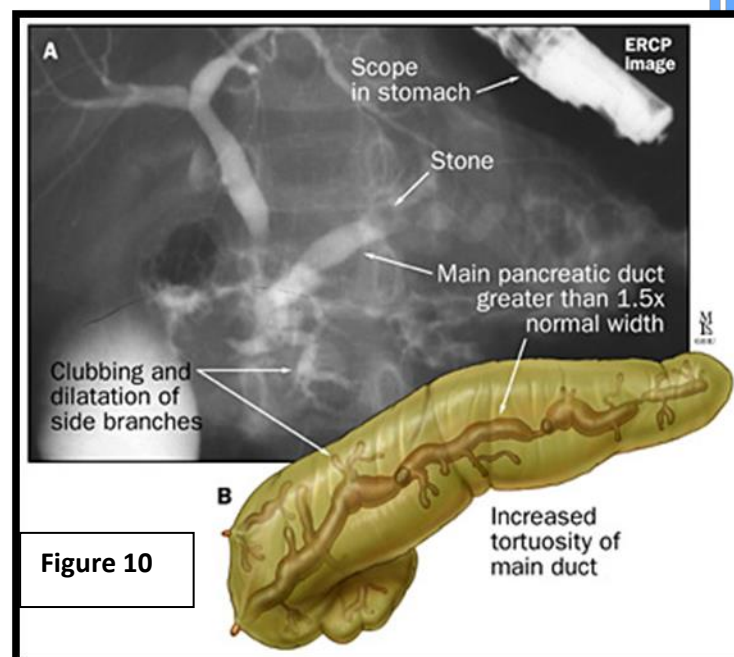 A
ERCP
Image
Scope
in stomach
Stone
Main pancreatic duct
greater than 1.5x
normal width
Clubbing and
dilatation of
side branches
B
Increased
tortuosity of
main duct
Figure 10